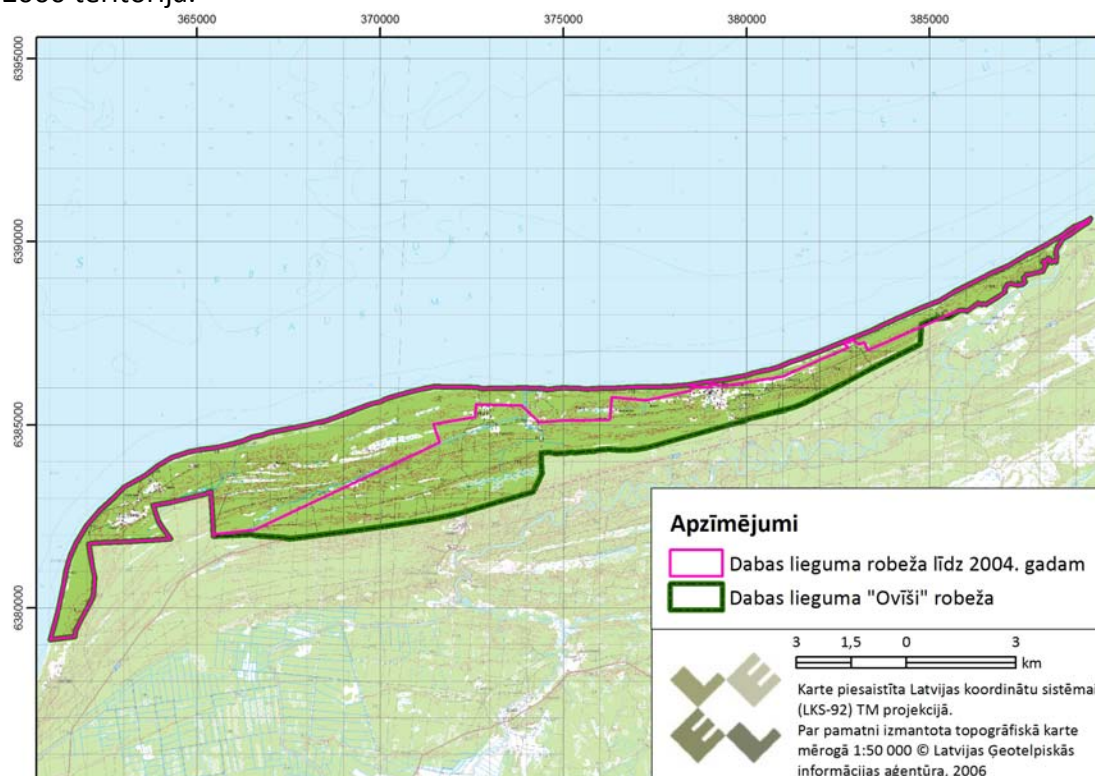 2000 teritorija.
365000 370000 375000 380000 385000
6395000
6390000
6385000
6380000
Apzīmējumi
Dabas lieguma robeža līdz 2004. gadam
Dabas lieguma "Ovīši" robeža
3 1,5 0 3
km
Karte piesaistīta Latvijas koordinātu sistēmai
(LKS-92) TM projekcijā.
Par pamatni izmantota topogrāfiskā karte
mērogā 1:50 000 © Latvijas Ģeotelpiskās
informācijas aģentūra, 2006